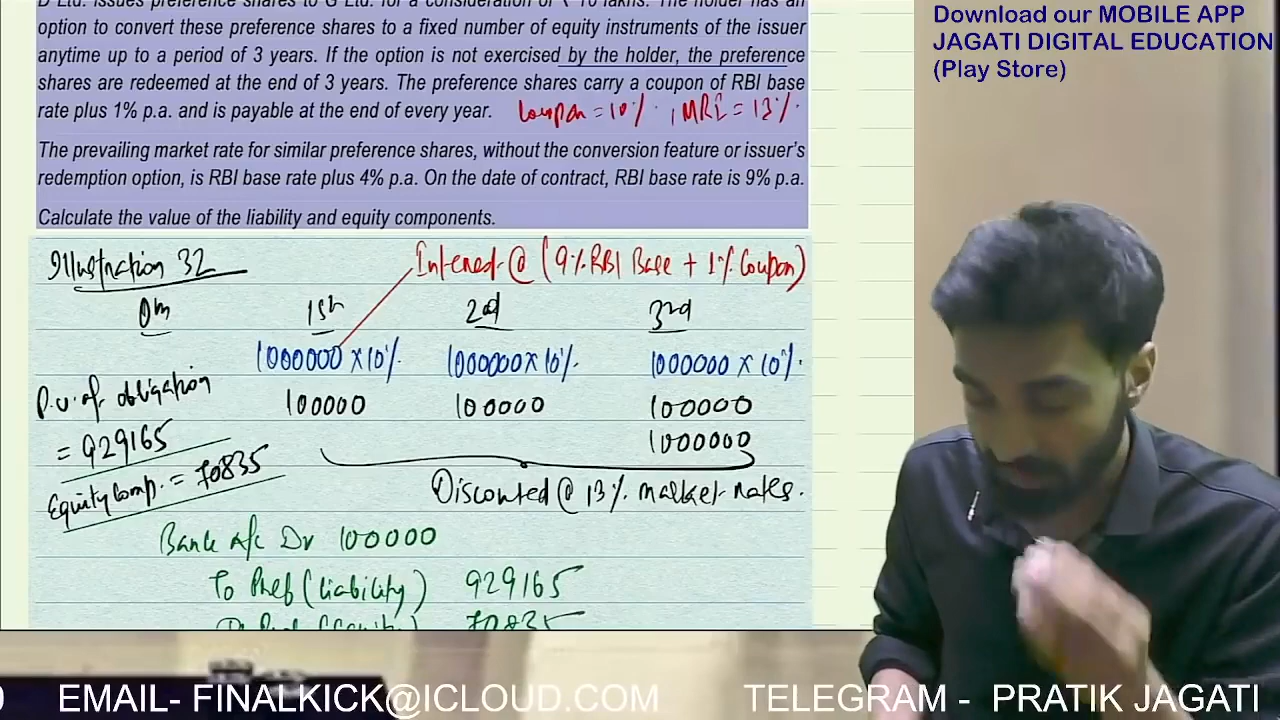 D Ltd. issues preference shares to G Ltd. for a consideration of ₹ 10 lakhs. The holder has an
option to convert these preference shares to a fixed number of equity instruments of the issuer
anytime up to a period of 3 years. If the option is not exercised by the holder, the preference
shares are redeemed at the end of 3 years. The preference shares carry a coupon of RBI base
rate plus 1% p.a. and is payable at the end of every year.
Coupon = 10%. MRI = 13%.
The prevailing market rate for similar preference shares, without the conversion feature or issuer's
redemption option, is RBI base rate plus 4% p.a. On the date of contract, RBI base rate is 9% p.a.
Calculate the value of the liability and equity components.
Illustration 32
Interest @ (9% RBI Base + 1% Coupon)
0th 1st 2nd 3rd
1000000 x 10%. 1000000 x 10%. 1000000 x 10%.
P.v. of obligation
100000 100000 100000
= 929165
1000000
Equity Comp. = 70835
Discounted @ 13% market rates.
Bank A/c Dr 100000
To Pref (liability) 929165
To Pref (Equity) 70835
Download our MOBILE APP
JAGATI DIGITAL EDUCATION
(Play Store)
EMAIL- FINALKICK@ICLOUD.COM TELEGRAM - PRATIK JAGATI